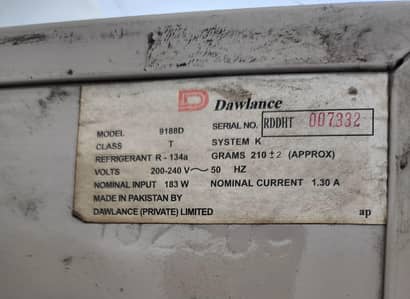 D Dawlance
MODEL 9188D SERIAL NO. RDDHT 007332
CLASS T SYSTEM K
REFRIGERANT R - 134a GRAMS 210 ±2 (APPROX)
VOLTS 200-240 V~ 50 HZ
NOMINAL INPUT 183 W NOMINAL CURRENT 1.30 A
MADE IN PAKISTAN BY
DAWLANCE (PRIVATE) LIMITED ap